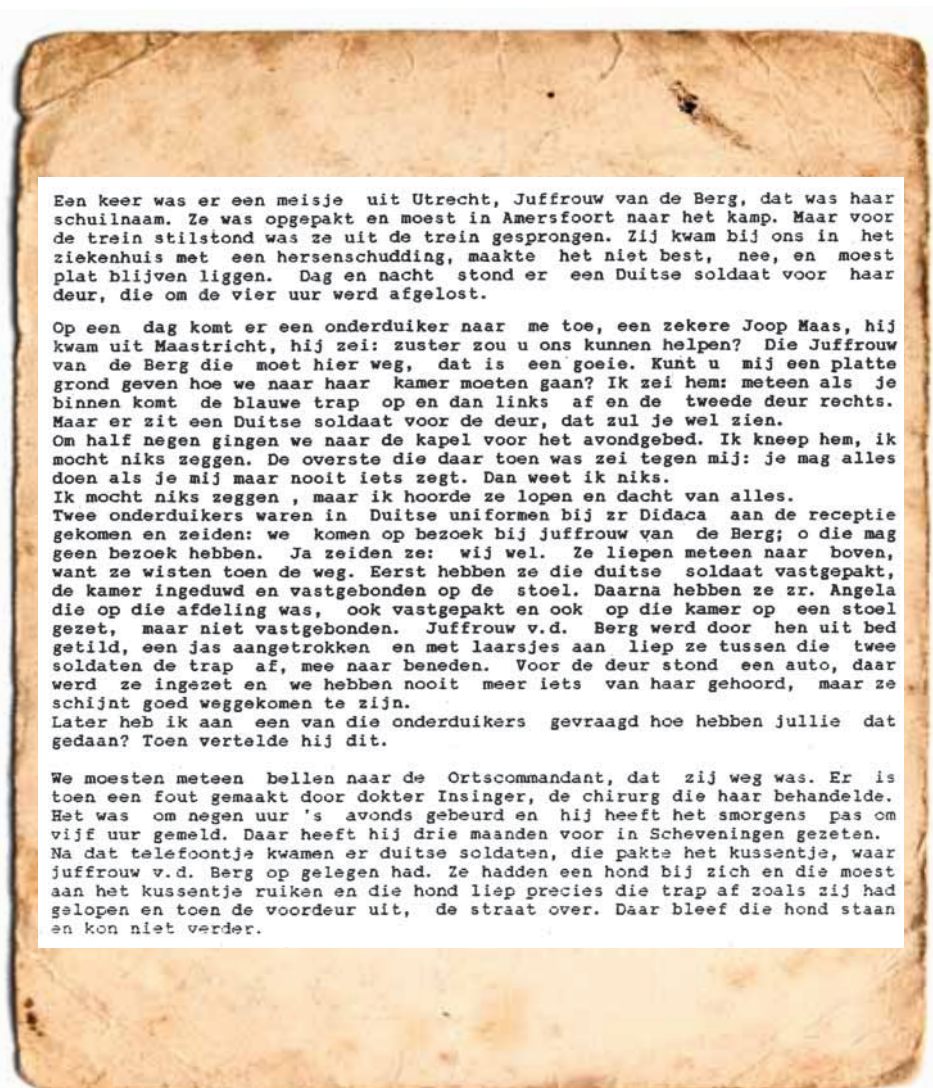 Een keer was er een meisje uit Utrecht, Juffrouw van de Berg, dat was haar
schuilnaam. Ze was opgepakt en moest in Amersfoort naar het kamp. Maar voor
de trein stilstond was ze uit de trein gesprongen. Zij kwam bij ons in het
ziekenhuis met een hersenschudding, maakte het niet best, nee, en moest
plat blijven liggen. Dag en nacht stond er een Duitse soldaat voor haar
deur, die om de vier uur werd afgelost.

Op een dag komt er een onderduiker naar me toe, een zekere Joop Maas, hij
kwam uit Maastricht, hij zei: zuster zou u ons kunnen helpen? Die Juffrouw
van de Berg die moet hier weg, dat is een goeie. Kunt u mij een platte
grond geven hoe we naar haar kamer moeten gaan? Ik zei hem: meteen als je
binnen komt de blauwe trap op en dan links af en de tweede deur rechts.
Maar er zit een Duitse soldaat voor de deur, dat zul je wel zien.
Om half negen gingen we naar de kapel voor het avondgebed. Ik kneep hem, ik
mocht niks zeggen. De overste die daar toen was zei tegen mij: je mag alles
doen als je mij maar nooit iets zegt. Dan weet ik niks.
Ik mocht niks zeggen , maar ik hoorde ze lopen en dacht van alles.
Twee onderduikers waren in Duitse uniformen bij zr Didaca aan de receptie
gekomen en zeiden: we komen op bezoek bij juffrouw van de Berg; o die mag
geen bezoek hebben. Ja zeiden ze: wij wel. Ze liepen meteen naar boven,
want ze wisten toen de weg. Eerst hebben ze die duitse soldaat vastgepakt,
de kamer ingeduwd en vastgebonden op de stoel. Daarna hebben ze zr. Angela
die op die afdeling was, ook vastgepakt en ook op die kamer op een stoel
gezet, maar niet vastgebonden. Juffrouw v.d. Berg werd door hen uit bed
getild, een jas aangetrokken en met laarsjes aan liep ze tussen die twee
soldaten de trap af, mee naar beneden. Voor de deur stond een auto, daar
werd ze ingezet en we hebben nooit meer iets van haar gehoord, maar ze
schijnt goed weggekomen te zijn.
Later heb ik aan een van die onderduikers gevraagd hoe hebben jullie dat
gedaan? Toen vertelde hij dit.

We moesten meteen bellen naar de Ortscommandant, dat zij weg was. Er is
toen een fout gemaakt door dokter Insinger, de chirurg die haar behandelde.
Het was om negen uur 's avonds gebeurd en hij heeft het smorgens pas om
vijf uur gemeld. Daar heeft hij drie maanden voor in Scheveningen gezeten.
Na dat telefoontje kwamen er duitse soldaten, die pakte het kussentje, waar
juffrouw v.d. Berg op gelegen had. Ze hadden een hond bij zich en die moest
aan het kussentje ruiken en die hond liep precies die trap af zoals zij had
gelopen en toen de voordeur uit, de straat over. Daar bleef die hond staan
en kon niet verder.